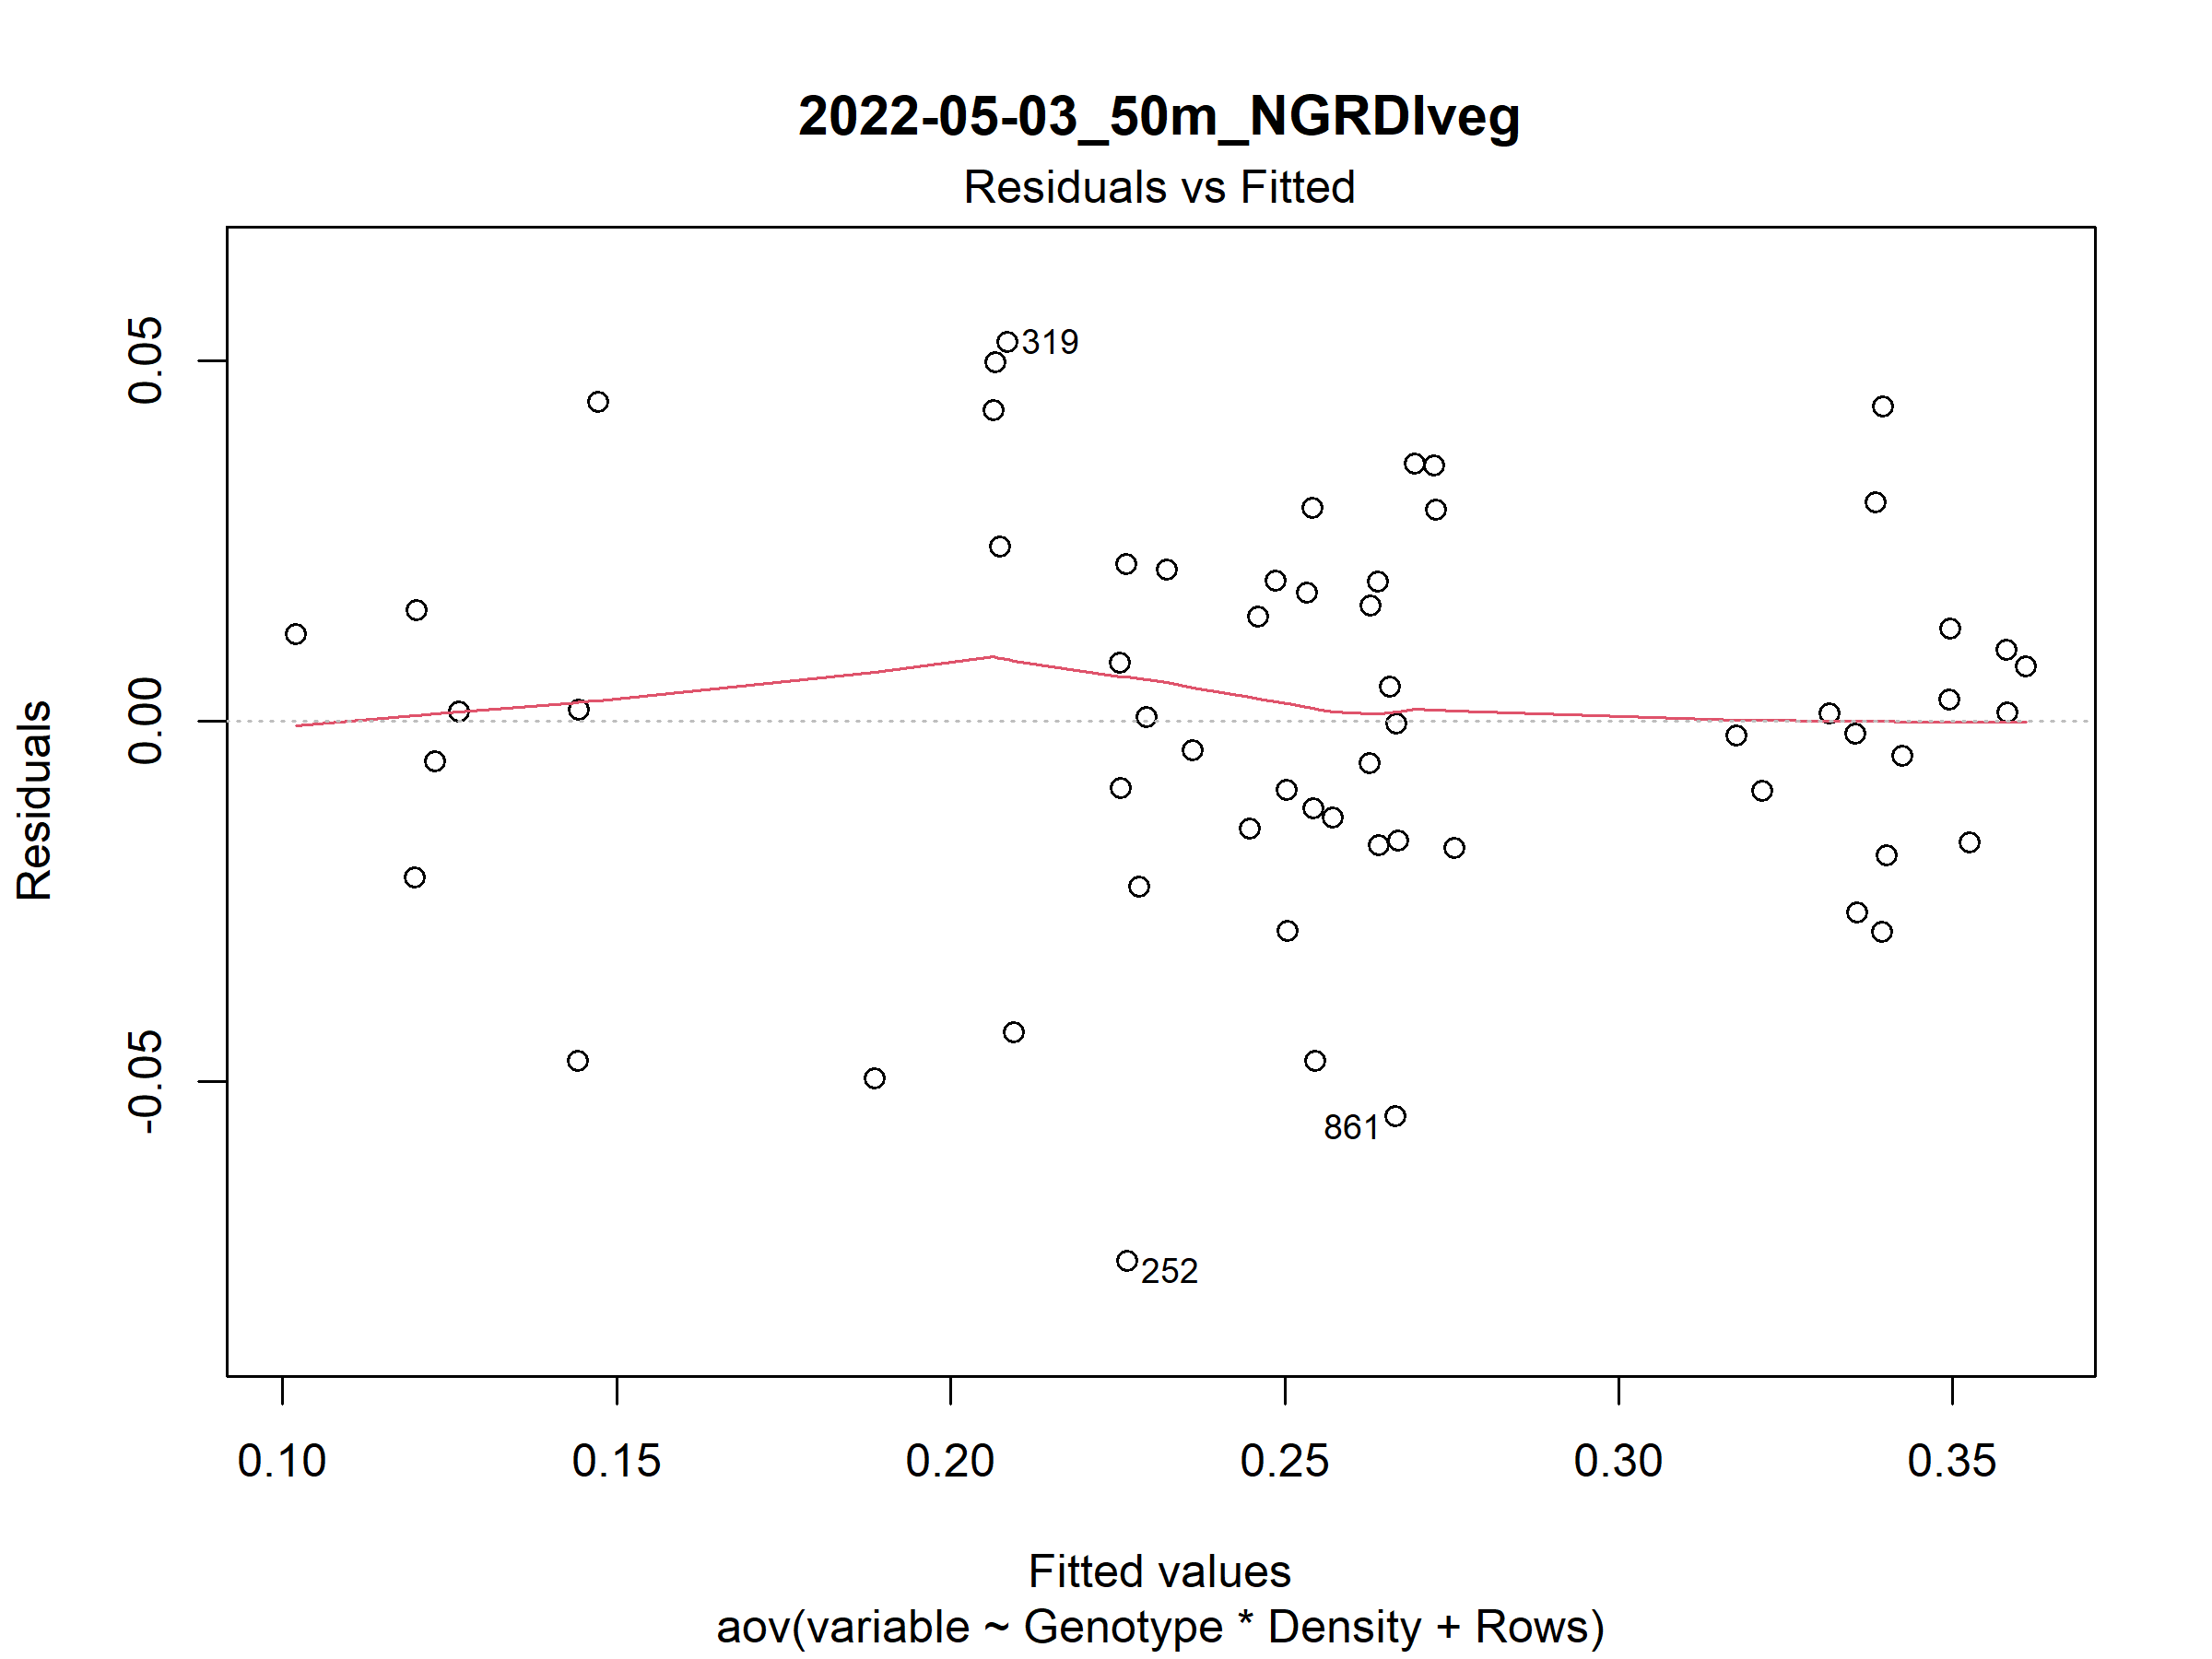 2022-05-03_50m_NGRDIveg
Residuals vs Fitted
Residuals
0.05
0.00
-0.05
319
861
252
0.10 0.15 0.20 0.25 0.30 0.35
Fitted values
aov(variable ~ Genotype * Density + Rows)